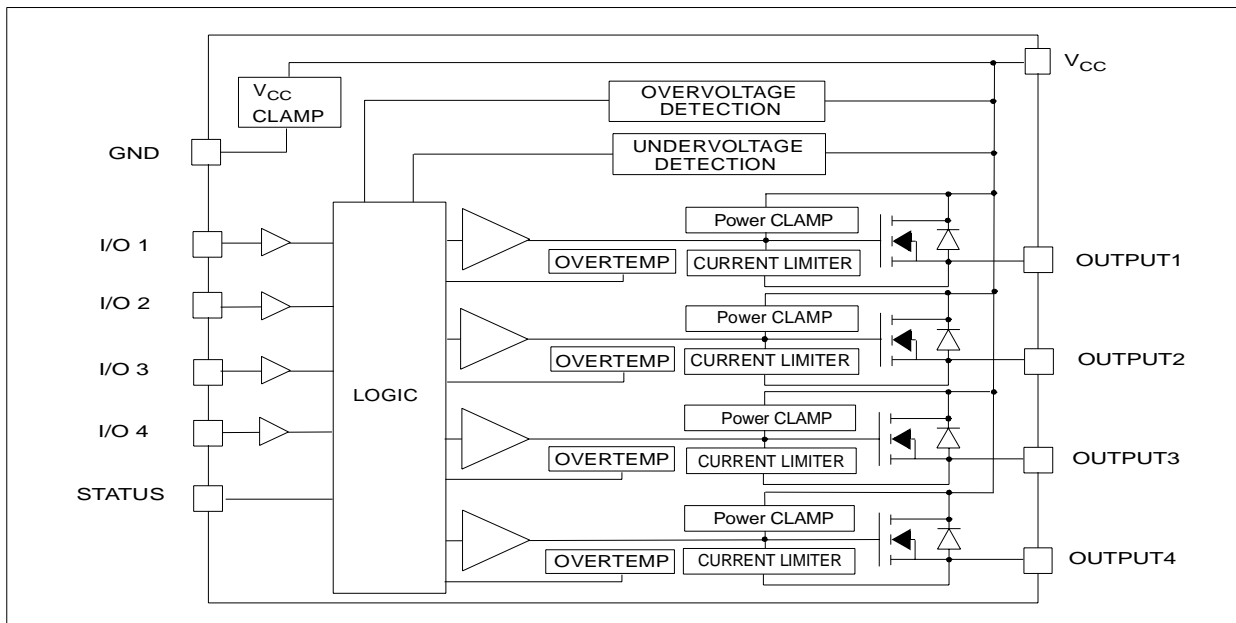 VCC
VCC
CLAMP
OVERVOLTAGE
DETECTION
GND
UNDERVOLTAGE
DETECTION
I/O 1
Power CLAMP
OVERTEMP
CURRENT LIMITER
OUTPUT1
I/O 2
Power CLAMP
OVERTEMP
CURRENT LIMITER
OUTPUT2
I/O 3
LOGIC
Power CLAMP
I/O 4
OVERTEMP
CURRENT LIMITER
OUTPUT3
STATUS
Power CLAMP
OVERTEMP
CURRENT LIMITER
OUTPUT4